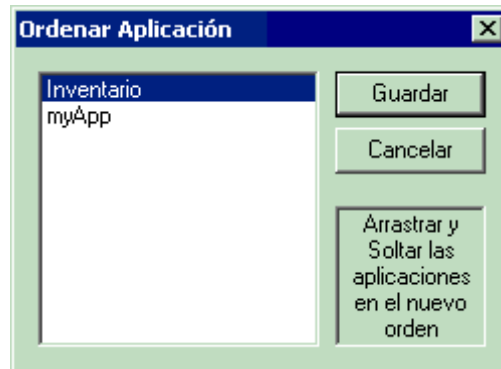 Ordenar Aplicación
Inventario
myApp
Guardar
Cancelar
Arrastrar y
Soltar las
aplicaciones
en el nuevo
orden